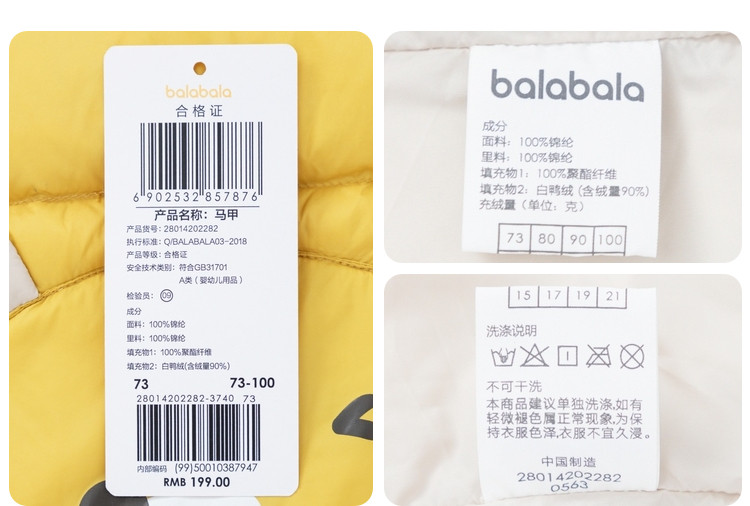 balabala
合格证
6 902532 857876
产品名称：马甲
产品货号：28014202282
执行标准：Q/BALABALA03-2018
产品等级：合格证
安全技术类别：符合GB31701
A类（婴幼儿用品）
检验员：09
成分
面料：100%锦纶
里料：100%锦纶
填充物1：100%聚酯纤维
填充物2：白鸭绒(含绒量90%)
73 73-100
28014202282-3740 73
内部编码 (99)50010387947
RMB 199.00
balabala
成分
面料：100%锦纶
里料：100%锦纶
填充物1：100%聚酯纤维
填充物2：白鸭绒(含绒量90%)
充绒量（单位：克）
73 80 90 100
15 17 19 21
洗涤说明
不可干洗
本商品建议单独洗涤,如有
轻微褪色属正常现象,为保
持衣服色泽,衣服不宜久浸。
中国制造
28014202282
0563